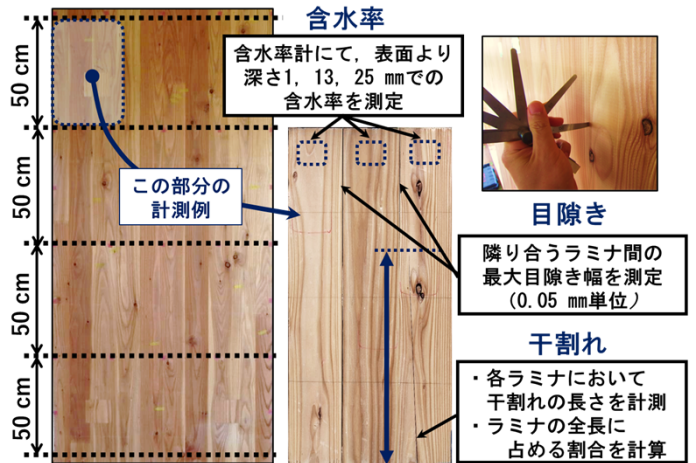 含水率
含水率計にて，表面より
深さ1，13，25 mmでの
含水率を測定
50 cm
50 cm
50 cm
50 cm
この部分の
計測例
目隙き
隣り合うラミナ間の
最大目隙き幅を測定
（0.05 mm単位）
干割れ
・各ラミナにおいて
干割れの長さを計測
・ラミナの全長に
占める割合を計算